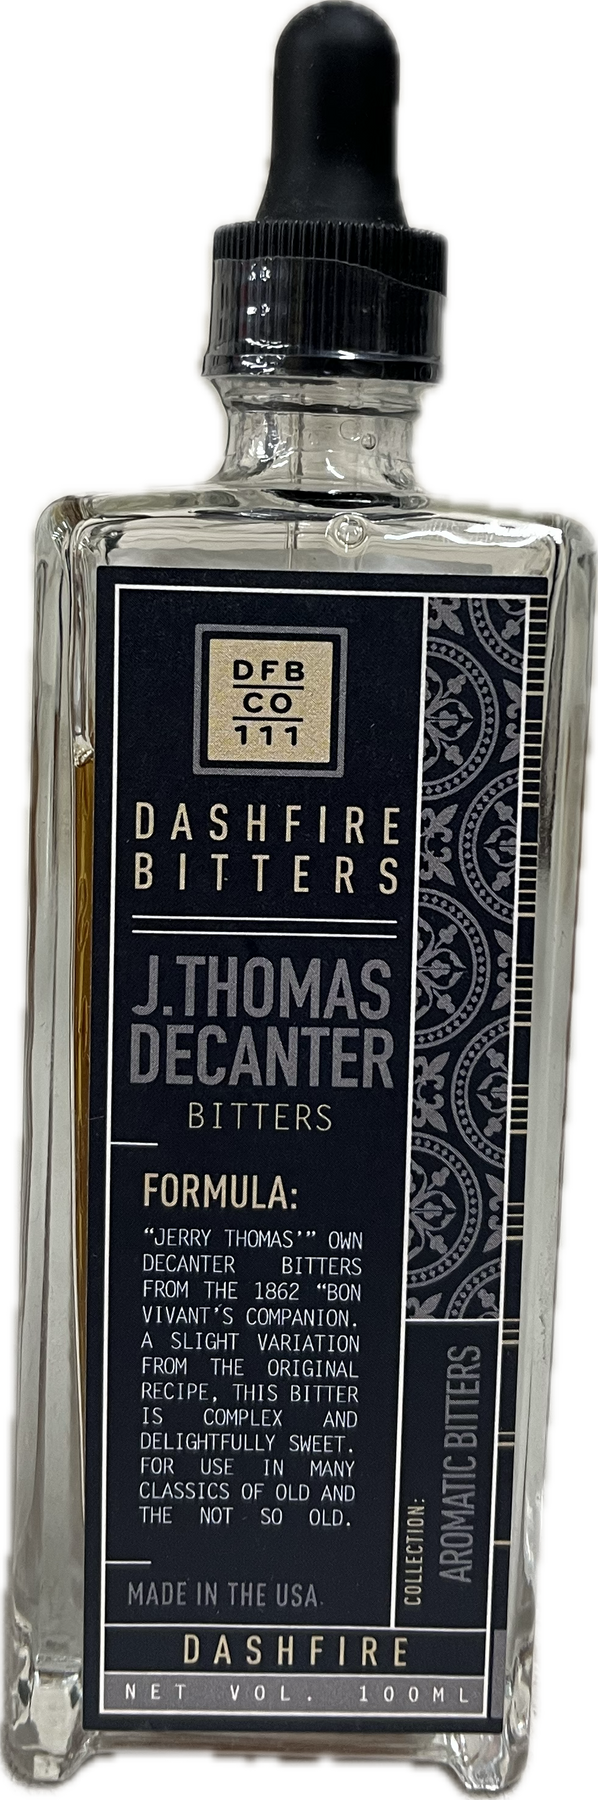 DFB
CO
111
DASHFIRE
BITTERS
J.THOMAS
DECANTER
BITTERS
FORMULA:
“JERRY THOMAS'” OWN
DECANTER BITTERS
FROM THE 1862 “BON
VIVANT'S COMPANION.
A SLIGHT VARIATION
FROM THE ORIGINAL
RECIPE, THIS BITTER
IS COMPLEX AND
DELIGHTFULLY SWEET.
FOR USE IN MANY
CLASSICS OF OLD AND
THE NOT SO OLD.
MADE IN THE USA.
COLLECTION:
AROMATIC BITTERS
DASHFIRE
NET VOL. 100ML